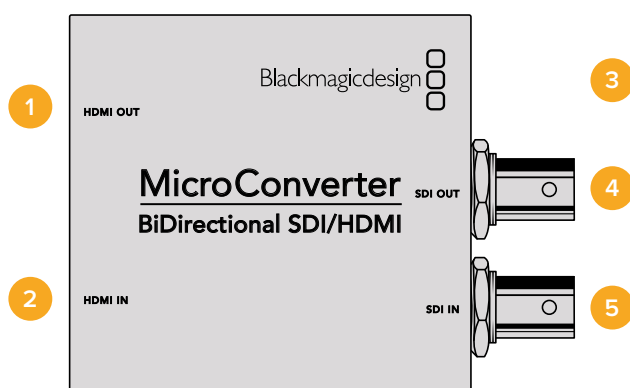 Blackmagicdesign
1
HDMI OUT
3
MicroConverter
SDI OUT
4
BiDirectional SDI/HDMI
2
HDMI IN
SDI IN
5